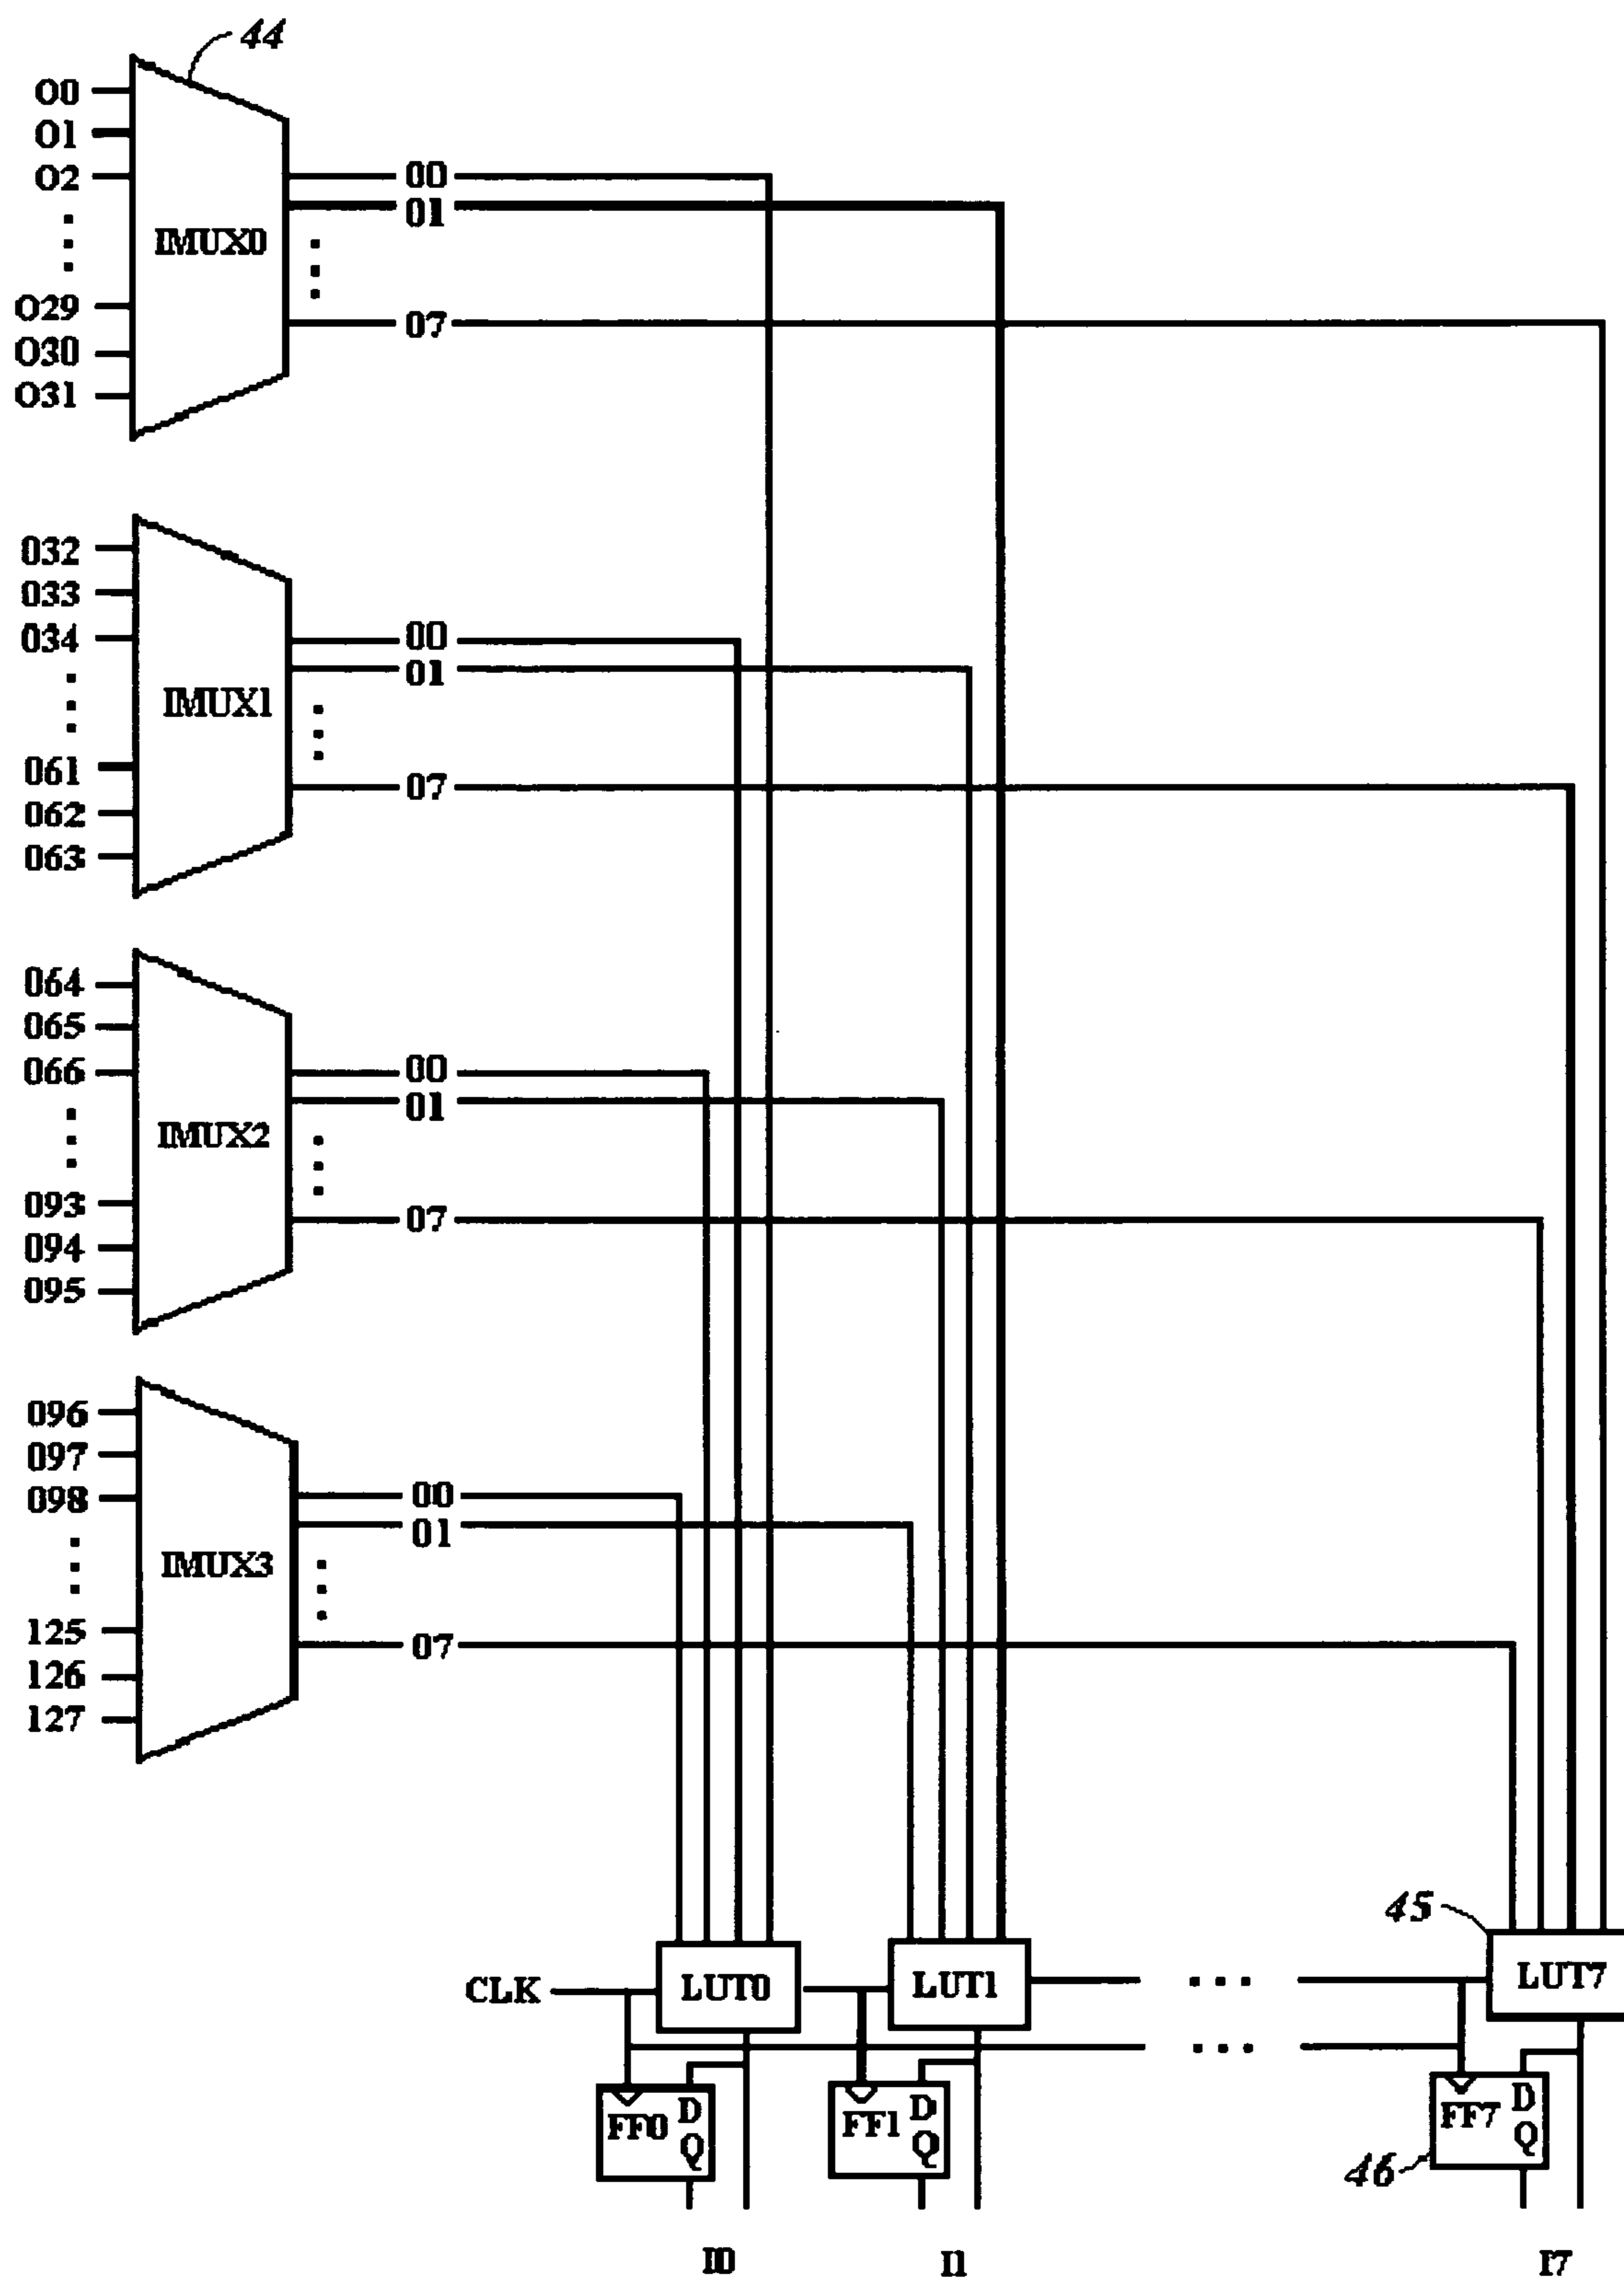 44
O0
O1
O2
O29
O30
O31
IMUX0
00
01
07
032
033
034
061
062
063
IMUX1
00
01
07
064
065
066
093
094
095
IMUX2
00
01
07
096
097
098
125
126
127
IMUX3
00
01
07
45
CLK
LUT0
LUT1
LUT7
FF0 D Q
FF1 D Q
FF7 D Q
46
I0
I1
I7